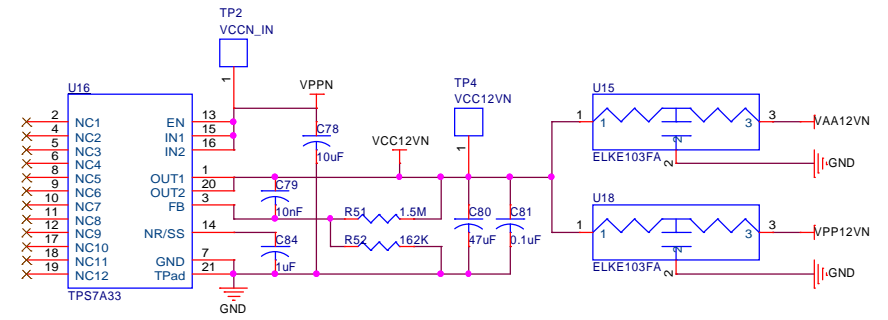 TP2
VCCN_IN
1
U16
VPPN
TP4
VCC12VN
U15
2 NC1 EN 13
4 NC2 IN1 15
5 NC3 IN2 16
6 NC4
8 NC5 OUT1 1
9 NC6 OUT2 20
10 NC7 FB 3
11 NC8
12 NC9 NR/SS 14
17 NC10
18 NC11 GND 7
19 NC12 TPad 21
TPS7A33
C78
10uF
VCC12VN
1
C79
10nF
R51 1.5M
R52 162K
C84
1uF
C80
47uF
C81
0.1uF
GND
1 1 2 3 3 VAA12VN
ELKE103FA
2 GND
U18
1 1 2 3 3 VPP12VN
ELKE103FA
2 GND